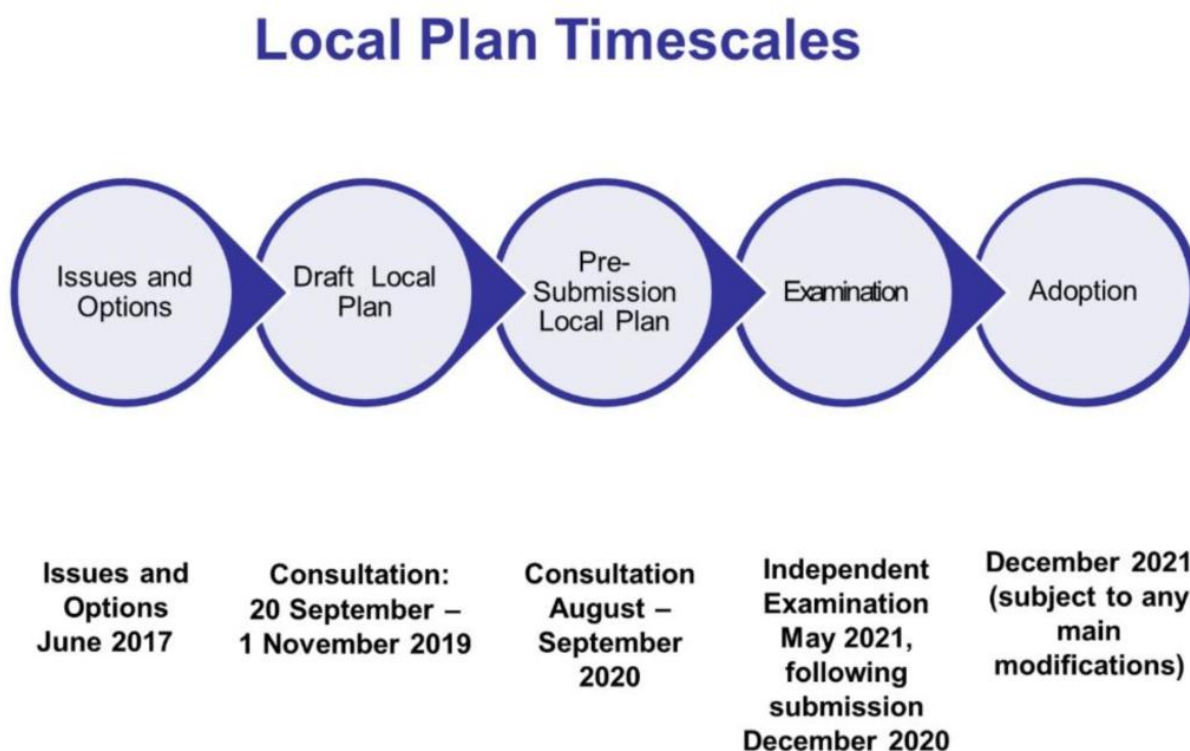 Local Plan Timescales
Issues and
Options
Draft Local
Plan
Pre-
Submission
Local Plan
Examination
Adoption
Issues and
Options
June 2017
Consultation:
20 September –
1 November 2019
Consultation
August –
September
2020
Independent
Examination
May 2021,
following
submission
December 2020
December 2021
(subject to any
main
modifications)